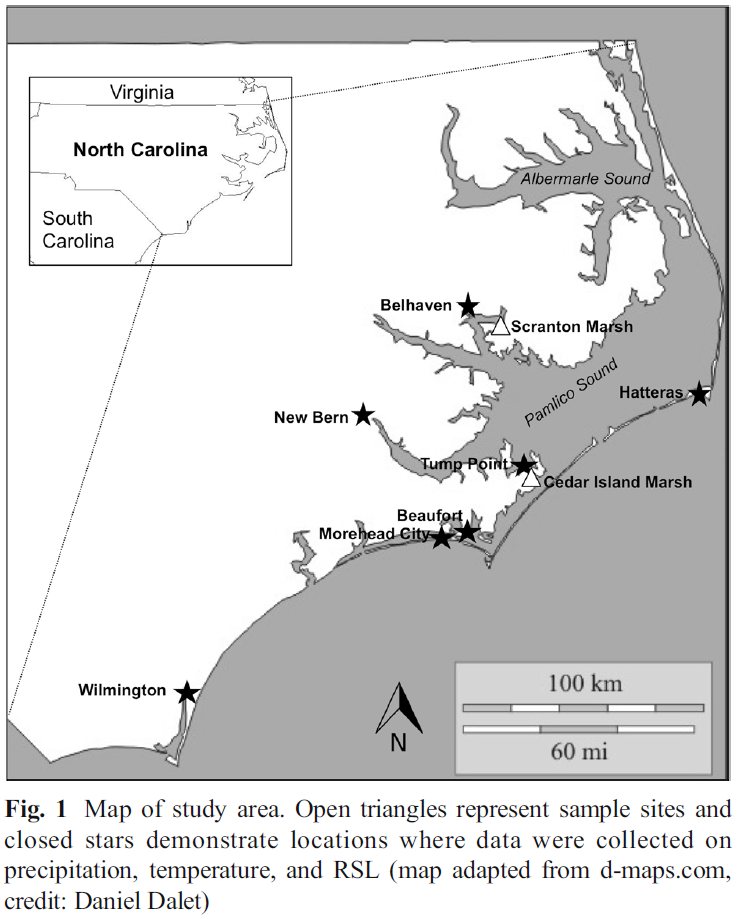 Virginia
North Carolina
South
Carolina
Albermarle Sound
Belhaven
Scranton Marsh
Pamlico Sound
Hatteras
New Bern
Tump Point
Cedar Island Marsh
Beaufort
Morehead City
Wilmington
N
100 km
60 mi
Fig. 1 Map of study area. Open triangles represent sample sites and
closed stars demonstrate locations where data were collected on
precipitation, temperature, and RSL (map adapted from d-maps.com,
credit: Daniel Dalet)